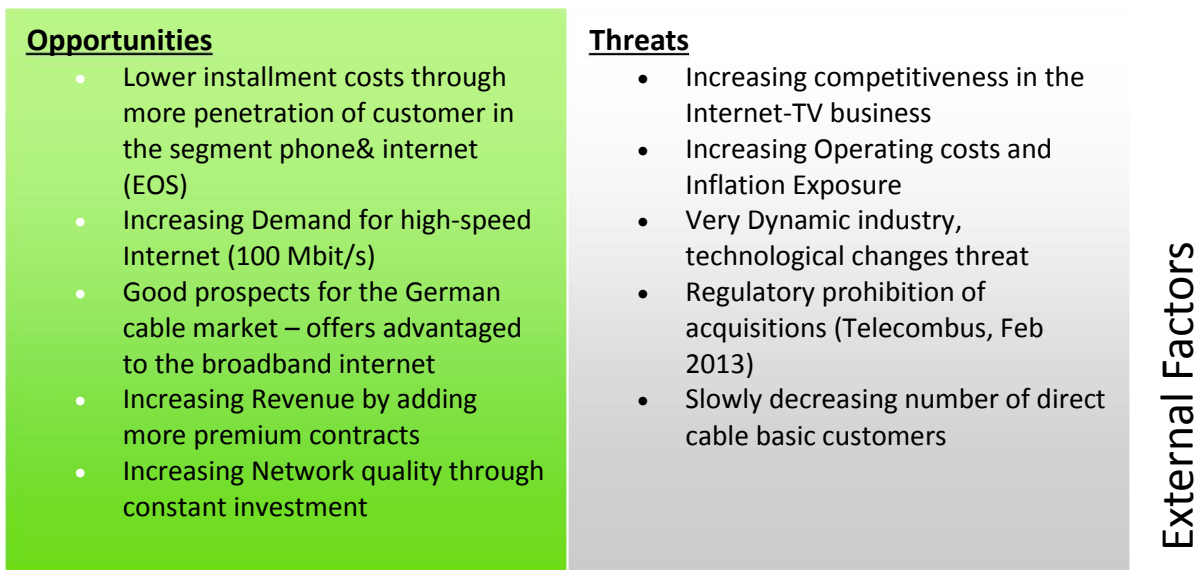 Opportunities
• Lower installment costs through
more penetration of customer in
the segment phone& internet
(EOS)
• Increasing Demand for high-speed
Internet (100 Mbit/s)
• Good prospects for the German
cable market – offers advantaged
to the broadband internet
• Increasing Revenue by adding
more premium contracts
• Increasing Network quality through
constant investment
Threats
• Increasing competitiveness in the
Internet-TV business
• Increasing Operating costs and
Inflation Exposure
• Very Dynamic industry,
technological changes threat
• Regulatory prohibition of
acquisitions (Telecombus, Feb
2013)
• Slowly decreasing number of direct
cable basic customers
External Factors